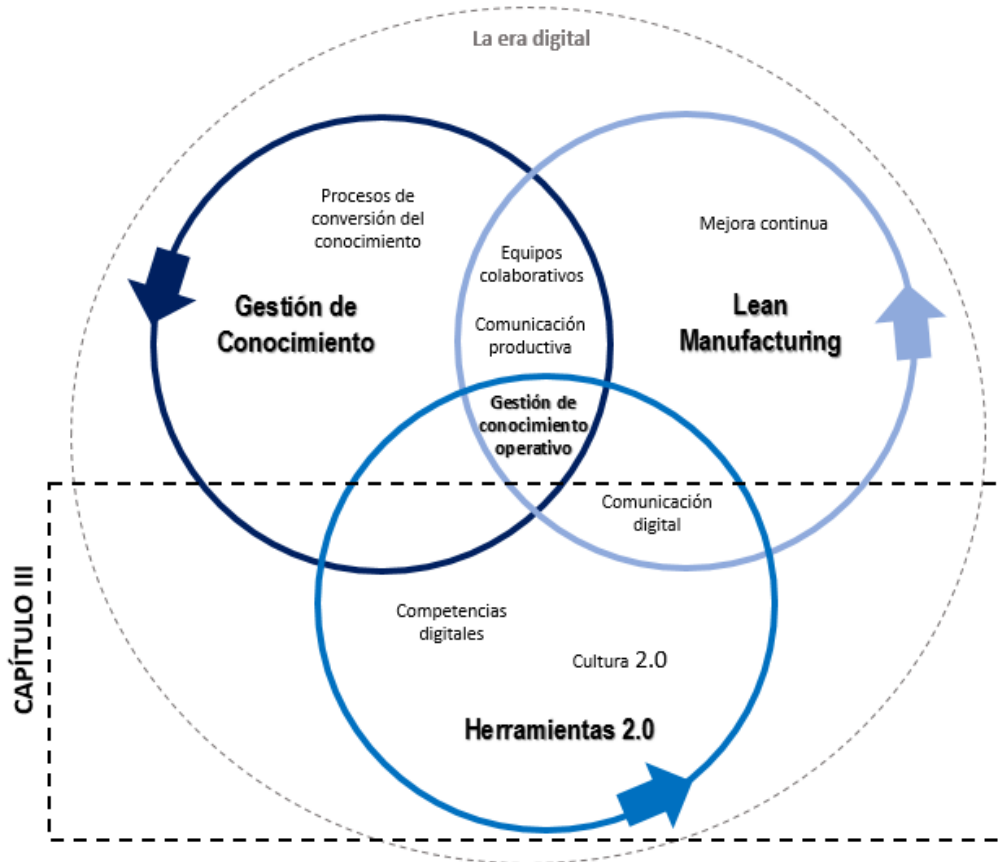 La era digital
Procesos de
conversión del
conocimiento
Gestión de
Conocimiento
Equipos
colaborativos
Comunicación
productiva
Mejora continua
Lean
Manufacturing
Gestión de
conocimiento
operativo
Comunicación
digital
CAPÍTULO III
Competencias
digitales
Cultura 2.0
Herramientas 2.0